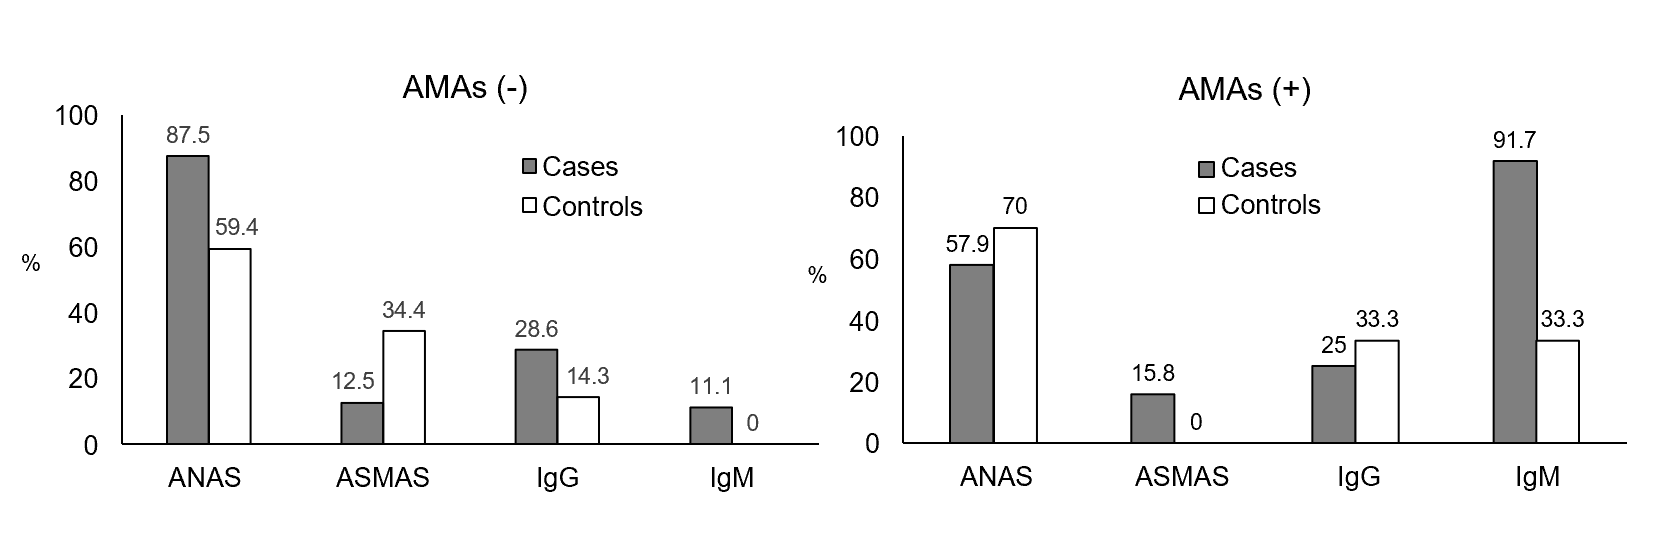 AMAs (-)
100
80
60
40
20
0
%
87.5
59.4
12.5
34.4
28.6
14.3
11.1
0
Cases
Controls
ANAS
ASMAS
IgG
IgM
AMAs (+)
100
80
60
40
20
0
%
57.9
70
15.8
0
25
33.3
91.7
33.3
Cases
Controls
ANAS
ASMAS
IgG
IgM